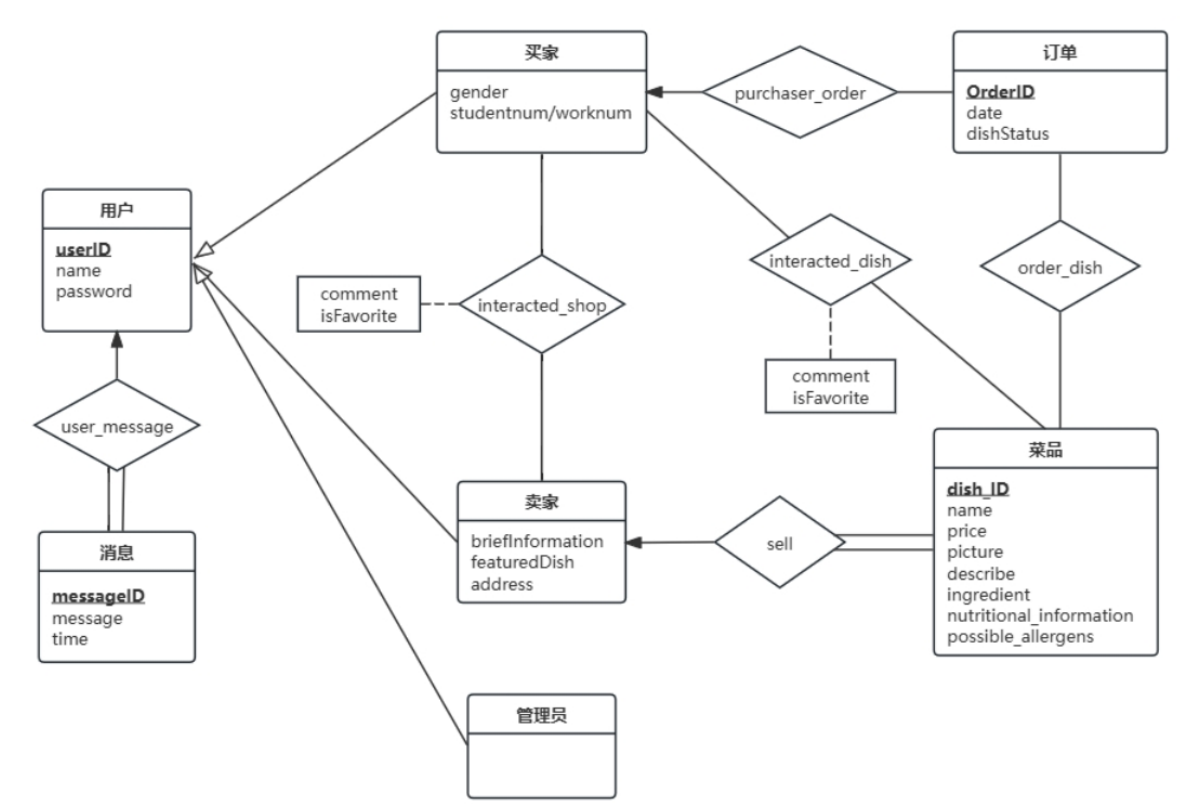 买家
gender
studentnum/worknum
purchaser_order
订单
OrderID
date
dishStatus
用户
userID
name
password
interacted_dish
order_dish
comment
isFavorite
interacted_shop
comment
isFavorite
user_message
菜品
dish_ID
name
price
picture
describe
ingredient
nutritional_information
possible_allergens
卖家
briefInformation
featuredDish
address
sell
消息
messageID
message
time
管理员